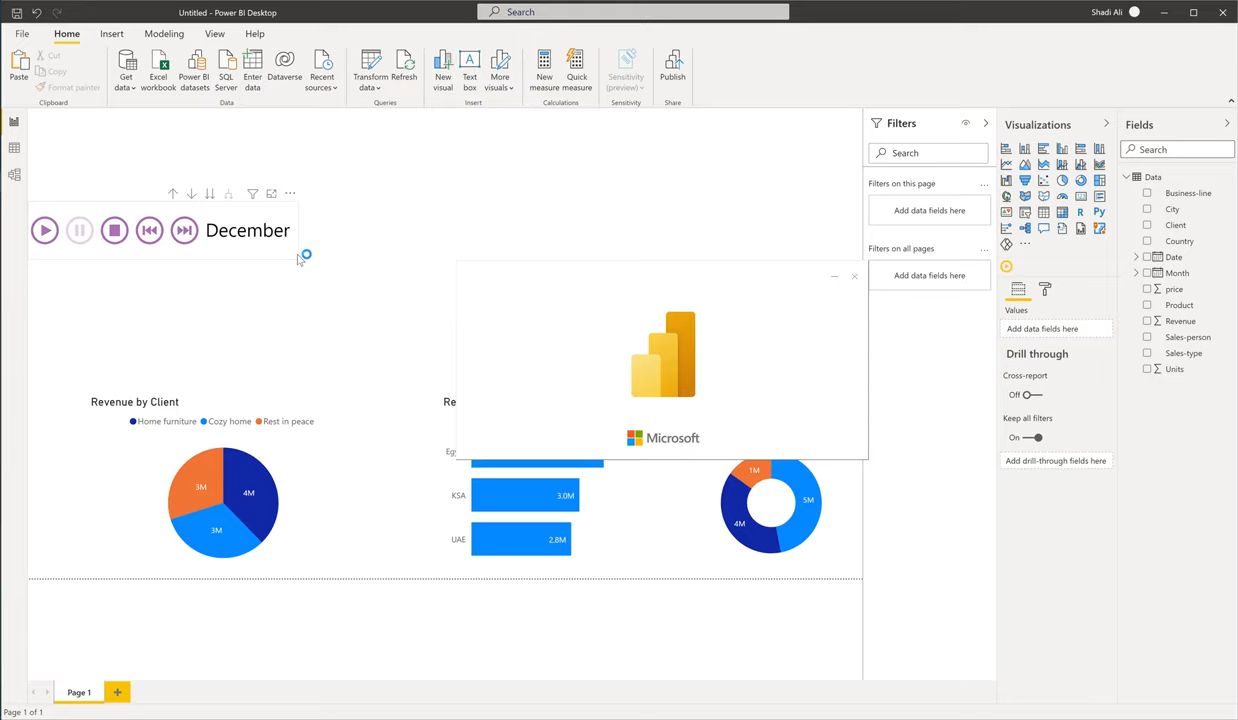 Untitled - Power BI Desktop
Search
Shadi Ali
File
Home
Insert
Modeling
View
Help
Paste
Cut
Copy
Format painter
Clipboard
Get data
Excel workbook
Power BI datasets
SQL Server
Enter data
Dataverse
Recent sources
Data
Transform data
Refresh
Queries
New visual
Text box
More visuals
Insert
New measure
Quick measure
Calculations
Sensitivity (preview)
Sensitivity
Publish
Share
December
Microsoft
Revenue by Client
Home furniture
Cozy home
Rest in peace
3M
4M
3M
Re
Eg
KSA
3.0M
UAE
2.8M
1M
5M
4M
Filters
Search
Filters on this page
Add data fields here
Filters on all pages
Add data fields here
Visualizations
R
Py
Values
Add data fields here
Drill through
Cross-report
Off
Keep all filters
On
Add drill-through fields here
Fields
Search
Data
Business-line
City
Client
Country
Date
Month
price
Product
Revenue
Sales-person
Sales-type
Units
Page 1
Page 1 of 1